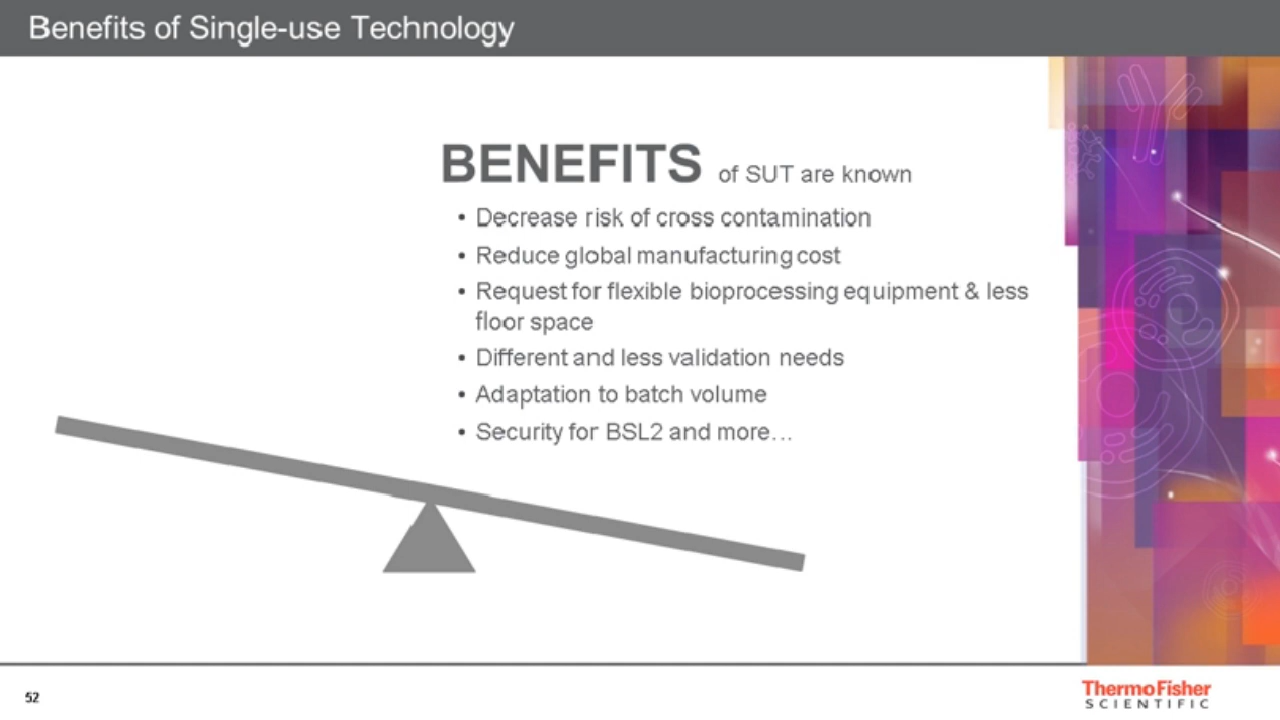 Benefits of Single-use Technology
BENEFITS of SUT are known
• Decrease risk of cross contamination
• Reduce global manufacturing cost
• Request for flexible bioprocessing equipment & less
floor space
• Different and less validation needs
• Adaptation to batch volume
• Security for BSL2 and more…
52
ThermoFisher
SCIENTIFIC